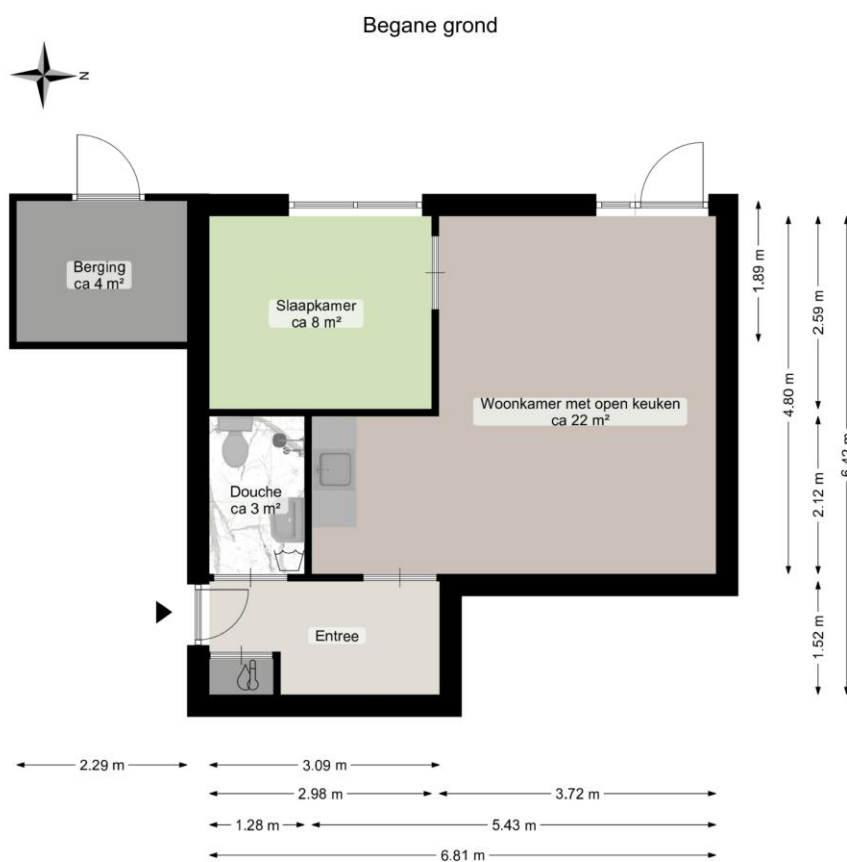 Begane grond
N
Berging
ca 4 m²
Slaapkamer
ca 8 m²
Woonkamer met open keuken
ca 22 m²
Douche
ca 3 m²
Entree
1.89 m
2.59 m
4.80 m
6.42 m
2.12 m
1.52 m
2.29 m
3.09 m
2.98 m
3.72 m
1.28 m
5.43 m
6.81 m